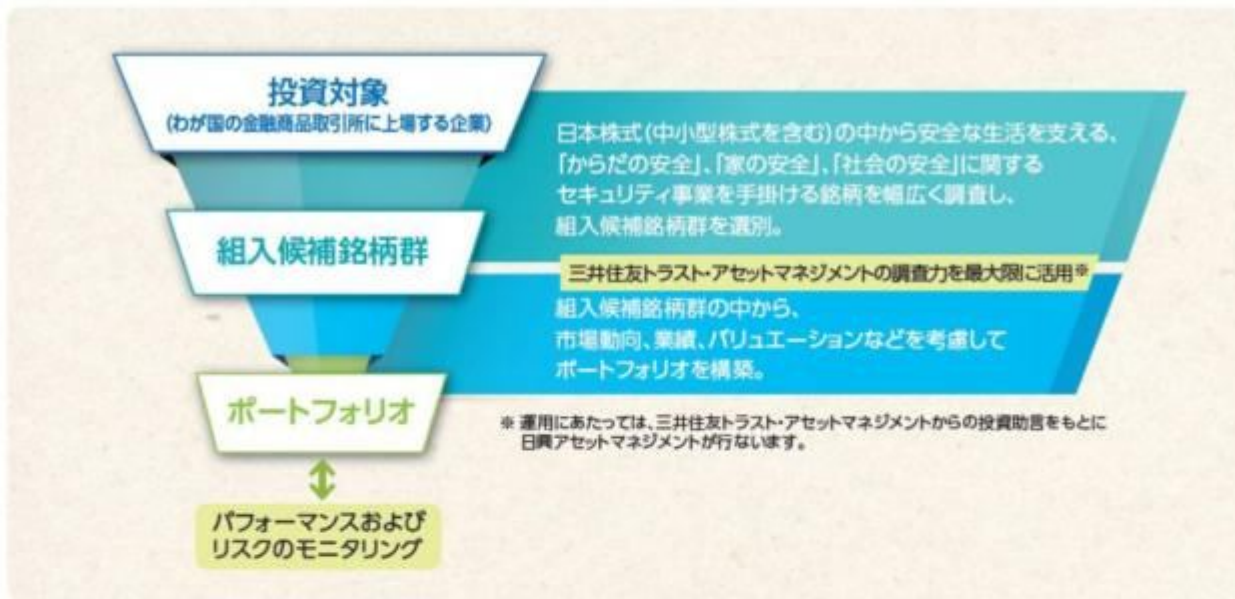 投資対象
(わが国の金融商品取引所に上場する企業)
日本株式(中小型株式を含む)の中から安全な生活を支える、
「からだの安全」、「家の安全」、「社会の安全」に関する
セキュリティ事業を手掛ける銘柄を幅広く調査し、
組入候補銘柄群を選別。
組入候補銘柄群
三井住友トラスト・アセットマネジメントの調査力を最大限に活用※
組入候補銘柄群の中から、
市場動向、業績、バリュエーションなどを考慮して
ポートフォリオを構築。
ポートフォリオ
※ 運用にあたっては、三井住友トラスト・アセットマネジメントからの投資助言をもとに
日興アセットマネジメントが行ないます。
パフォーマンスおよび
リスクのモニタリング